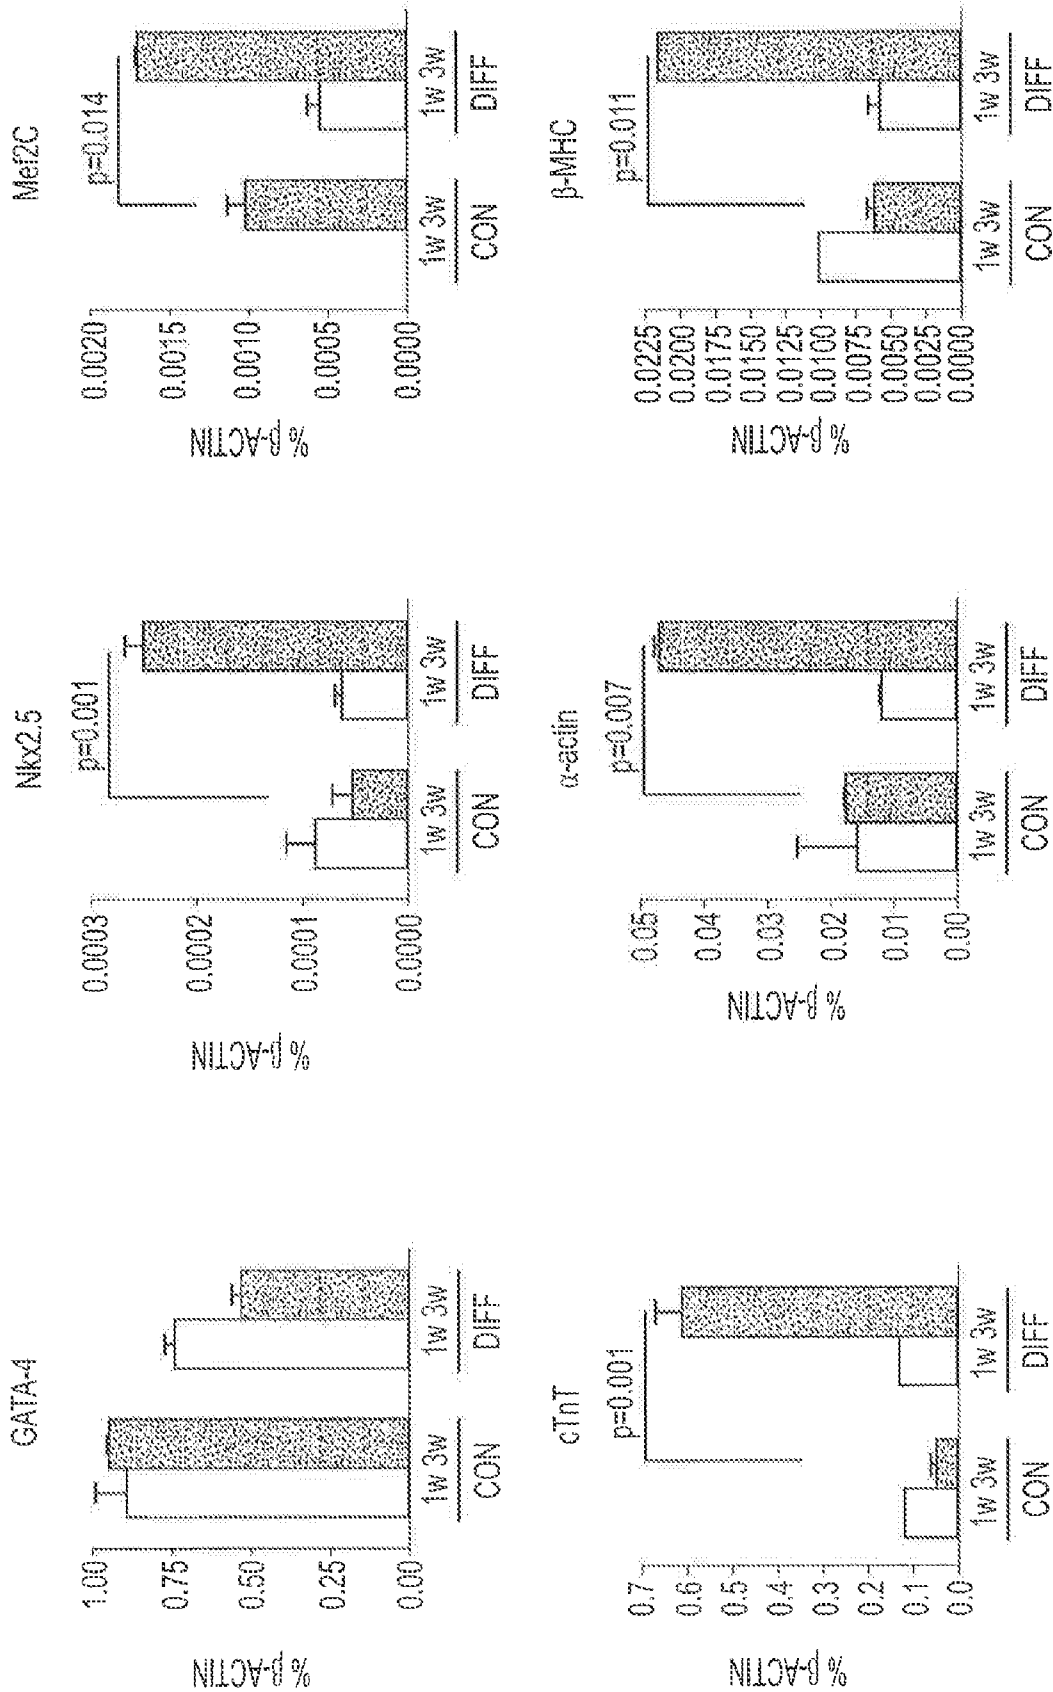 GATA-4
% β-ACTIN
1.00
0.75
0.50
0.25
0.00
1w 3w
1w 3w
CON
DIFF
Nkx2.5
p=0.001
% β-ACTIN
0.0003
0.0002
0.0001
0.0000
1w 3w
1w 3w
CON
DIFF
Mef2C
p=0.014
% β-ACTIN
0.0020
0.0015
0.0010
0.0005
0.0000
1w 3w
1w 3w
CON
DIFF
cTnT
p=0.001
% β-ACTIN
0.7
0.6
0.5
0.4
0.3
0.2
0.1
0.0
1w 3w
1w 3w
CON
DIFF
α-actin
p=0.007
% β-ACTIN
0.05
0.04
0.03
0.02
0.01
0.00
1w 3w
1w 3w
CON
DIFF
β-MHC
p=0.011
% β-ACTIN
0.0225
0.0200
0.0175
0.0150
0.0125
0.0100
0.0075
0.0050
0.0025
0.0000
1w 3w
1w 3w
CON
DIFF